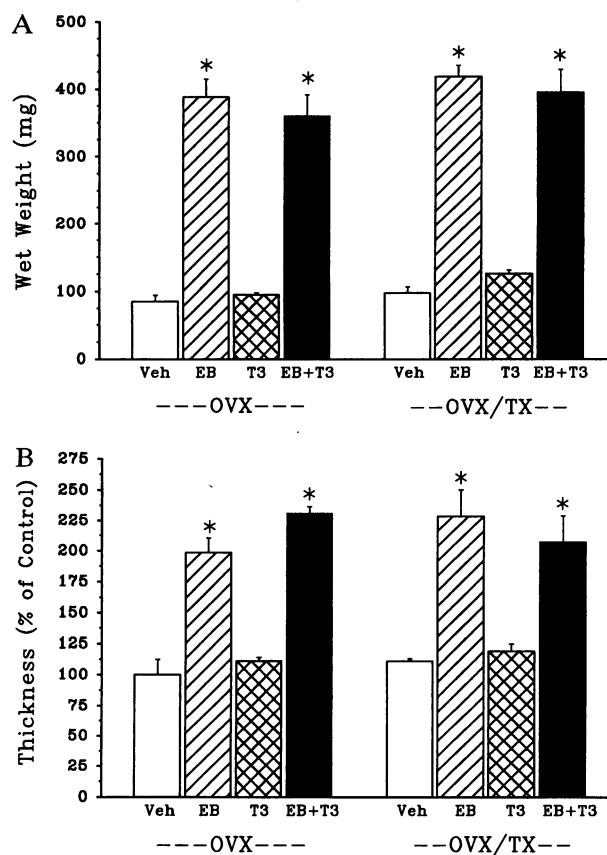 A
Wet Weight (mg)
500
400
300
200
100
0
* * * *
Veh EB T3 EB+T3 Veh EB T3 EB+T3
---OVX--- --OVX/TX--
B
Thickness (% of Control)
275
250
225
200
175
150
125
100
75
50
25
0
* * * *
Veh EB T3 EB+T3 Veh EB T3 EB+T3
---OVX--- --OVX/TX--